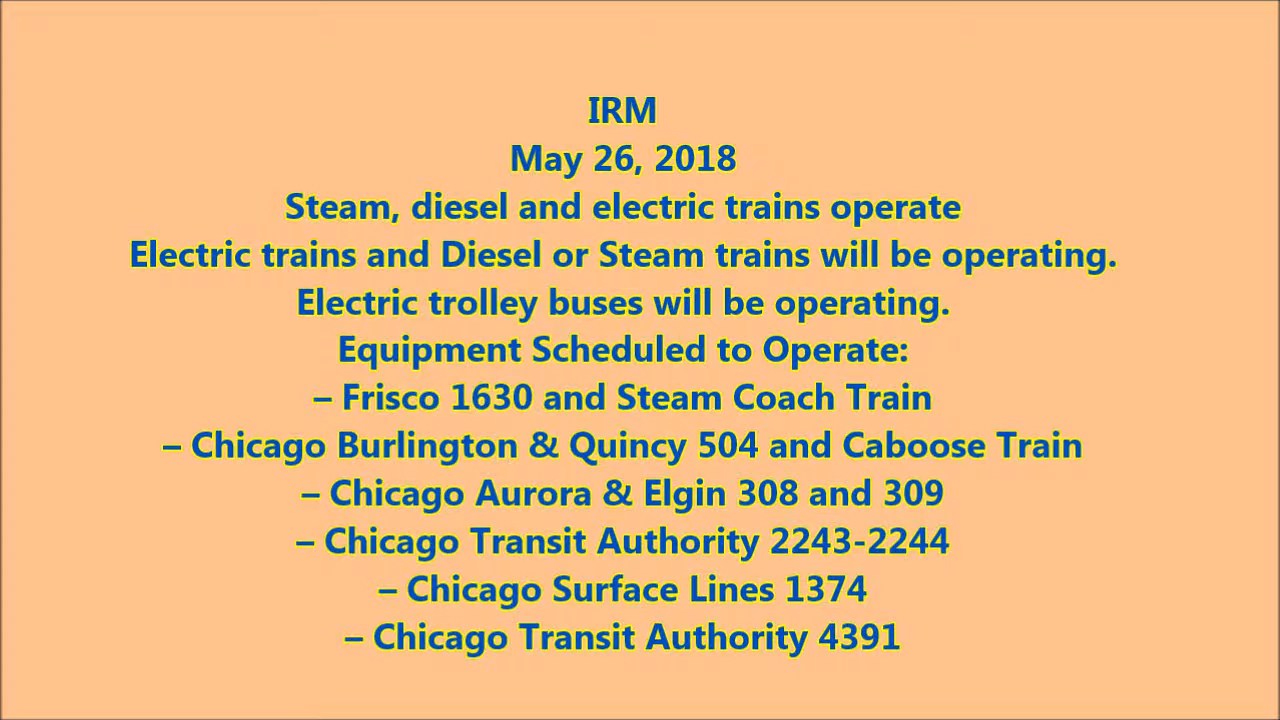 IRM
May 26, 2018
Steam, diesel and electric trains operate
Electric trains and Diesel or Steam trains will be operating.
Electric trolley buses will be operating.
Equipment Scheduled to Operate:
– Frisco 1630 and Steam Coach Train
– Chicago Burlington & Quincy 504 and Caboose Train
– Chicago Aurora & Elgin 308 and 309
– Chicago Transit Authority 2243-2244
– Chicago Surface Lines 1374
– Chicago Transit Authority 4391